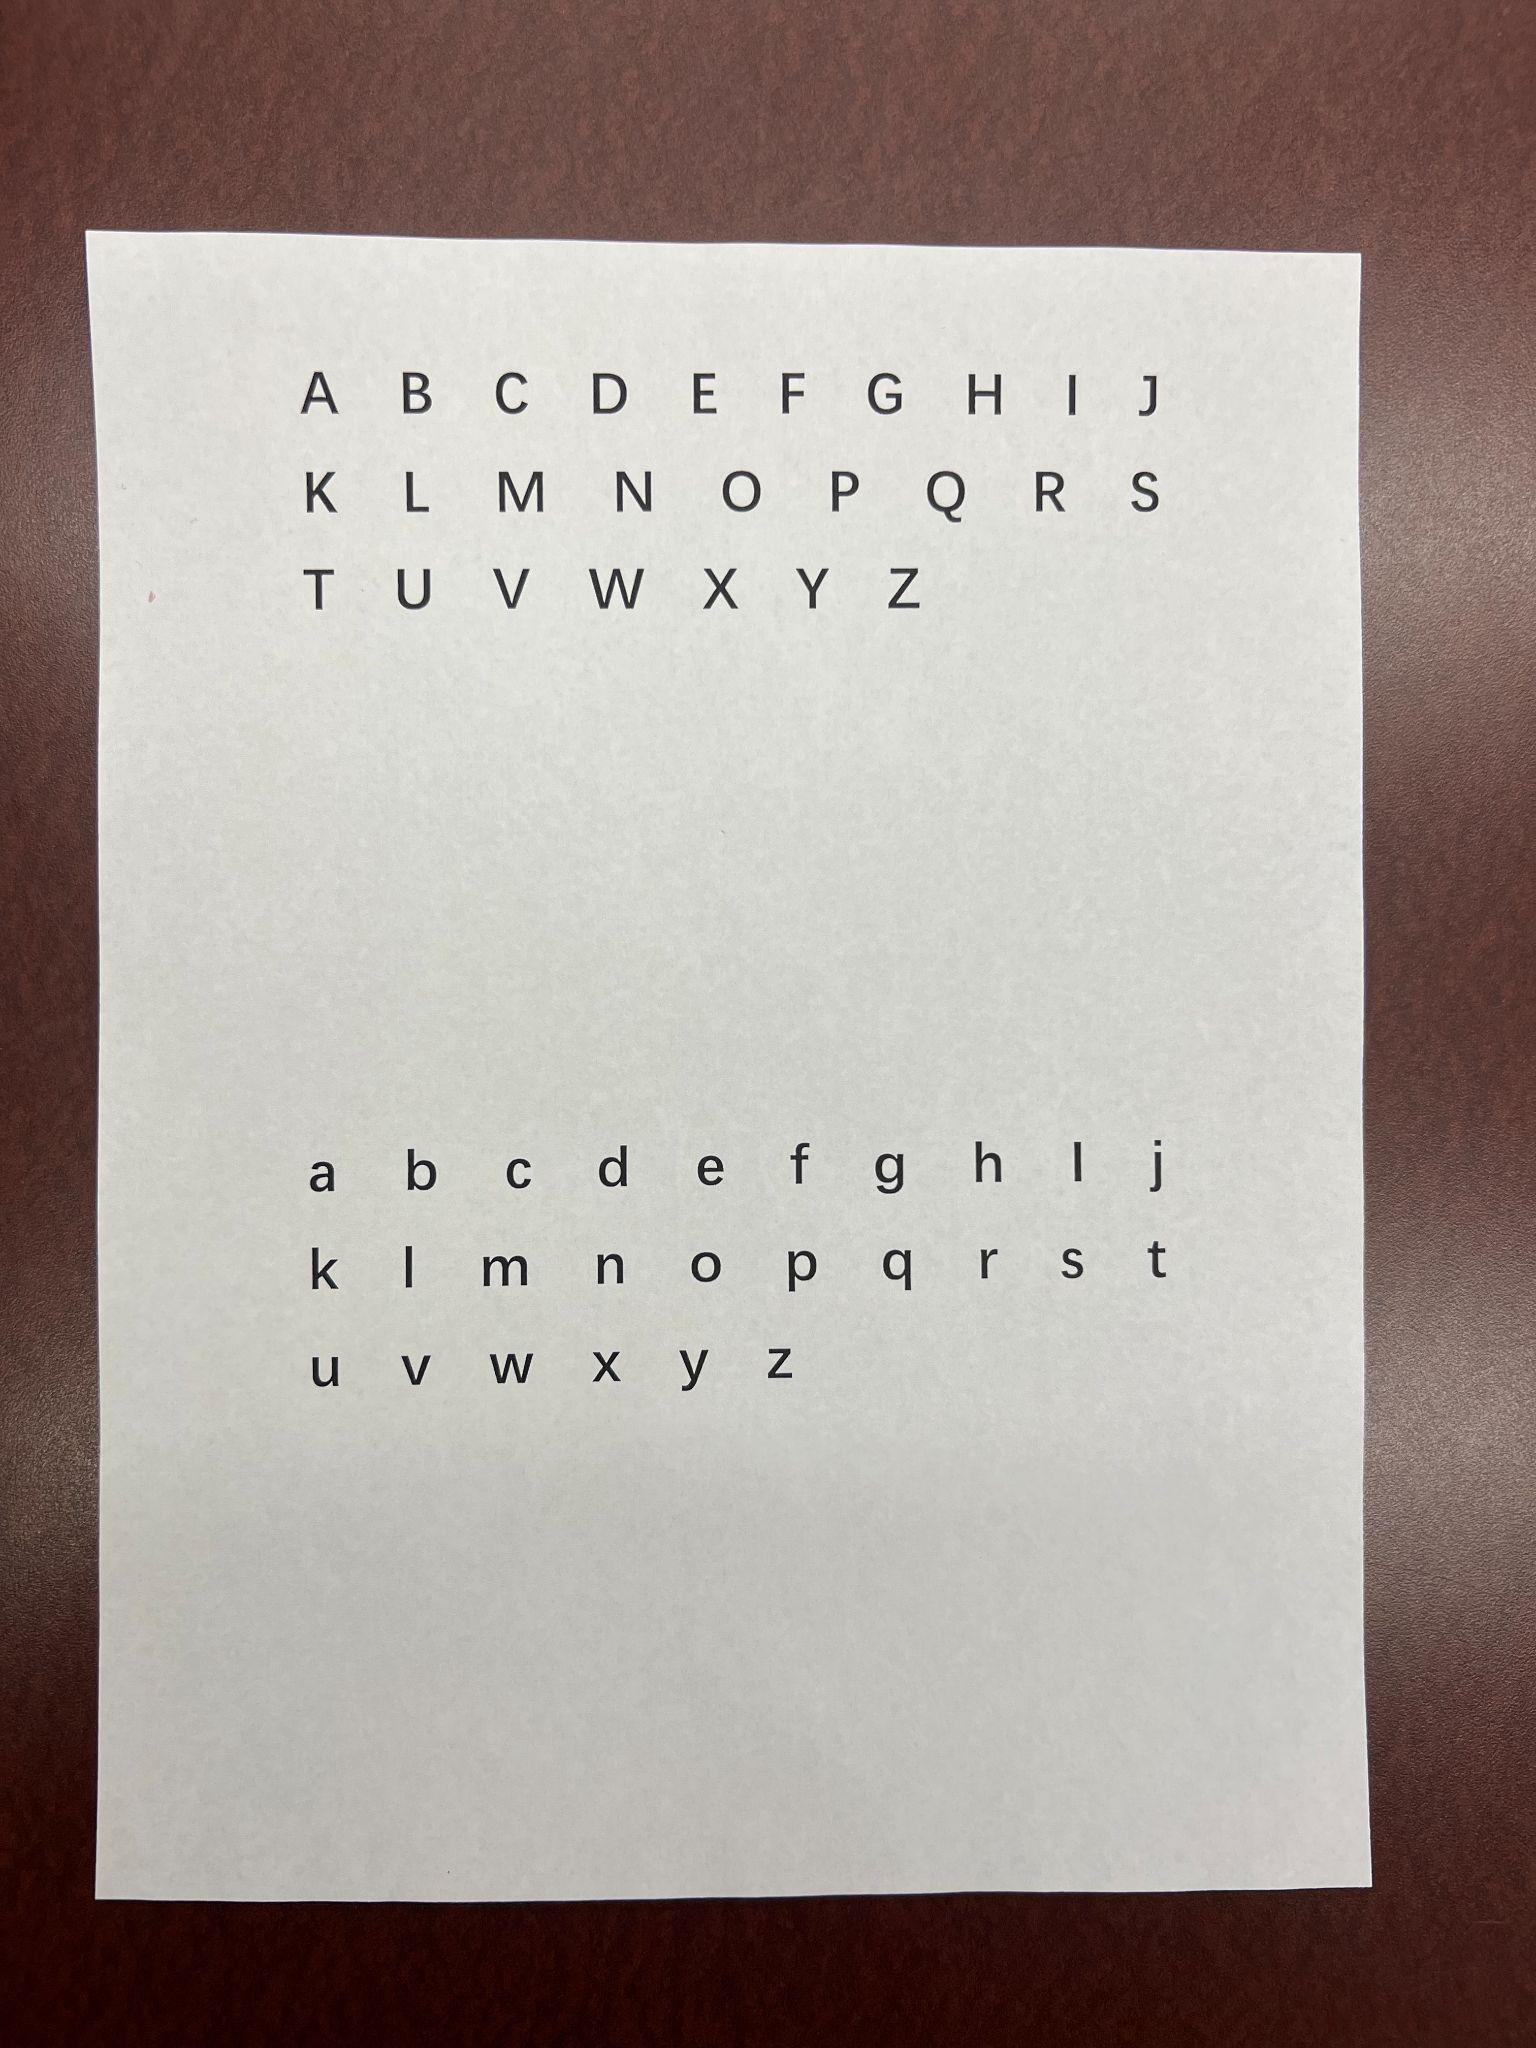 A B C D E F G H I J
K L M N O P Q R S
T U V W X Y Z
a b c d e f g h I j
k l m n o p q r s t
u v w x y z